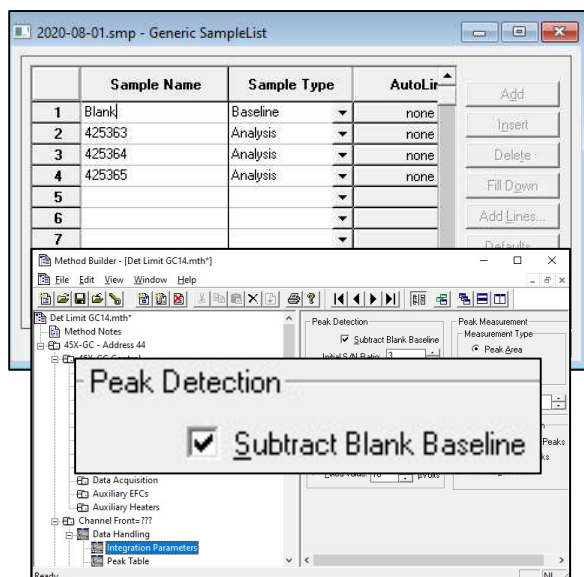 2020-08-01.smp - Generic SampleList
Sample Name Sample Type AutoLin
1 Blank Baseline none
2 425363 Analysis none
3 425364 Analysis none
4 425365 Analysis none
5
6
7
Add
Insert
Delete
Fill Down
Add Lines...
Defaults
Method Builder - [Det Limit GC14.mth*]
File Edit View Window Help
Det Limit GC14.mth*
Method Notes
45X-GC - Address 44
Peak Detection
Subtract Blank Baseline
Initial S/N Ratio: 3
Peak Measurement
Measurement Type
Peak Area
Peak Detection
Subtract Blank Baseline
Peaks
Data Acquisition
Auxiliary EFCs
Auxiliary Heaters
Channel Front=???
Data Handling
Integration Parameters
Peak Table
Ready